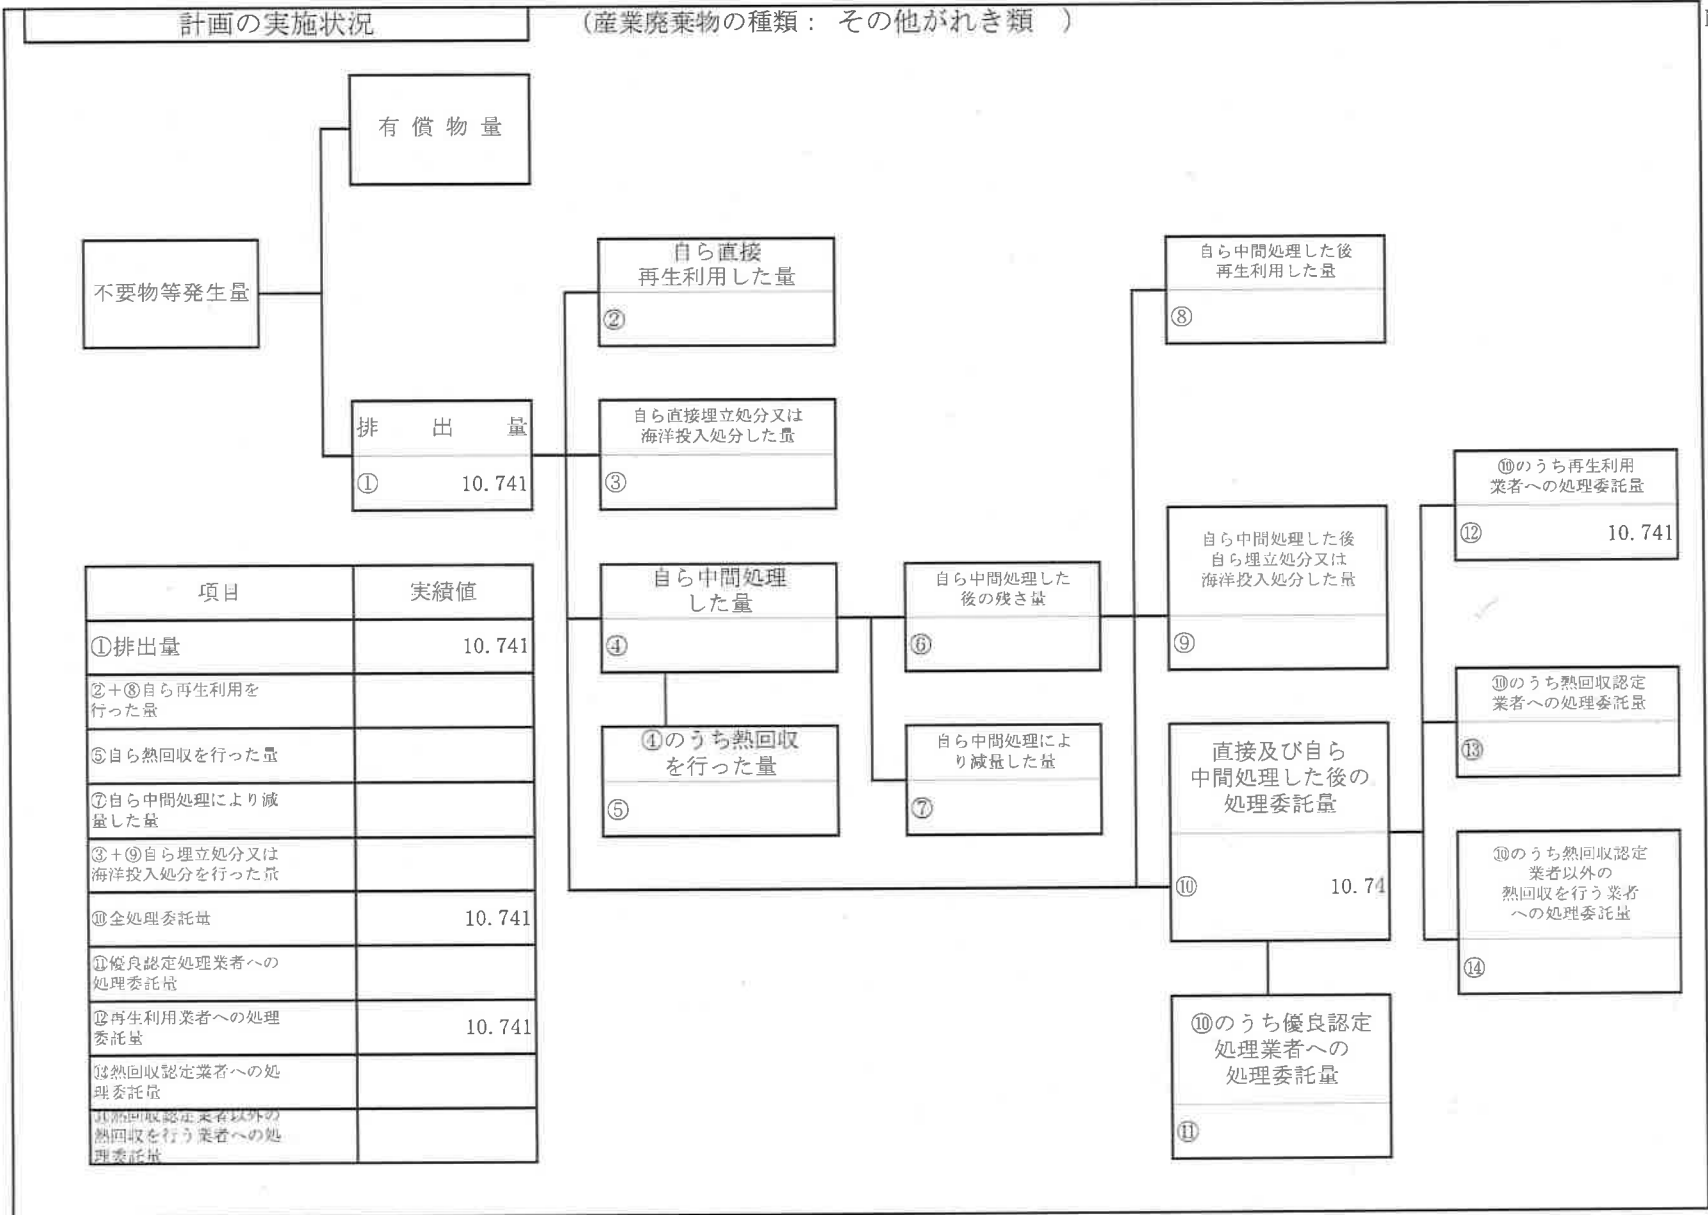 計画の実施状況
(産業廃棄物の種類： その他がれき類 )
有 償 物 量
不要物等発生量
排 出 量
① 10.741
自ら直接
再生利用した量
②
自ら直接埋立処分又は
海洋投入処分した量
③
自ら中間処理
した量
④
④のうち熱回収
を行った量
⑤
自ら中間処理した
後の残さ量
⑥
自ら中間処理によ
り減量した量
⑦
自ら中間処理した後
再生利用した量
⑧
自ら中間処理した後
自ら埋立処分又は
海洋投入処分した量
⑨
直接及び自ら
中間処理した後の
処理委託量
⑩ 10.74
⑩のうち優良認定
処理業者への
処理委託量
⑪
⑩のうち再生利用
業者への処理委託量
⑫ 10.741
⑩のうち熱回収認定
業者への処理委託量
⑬
⑩のうち熱回収認定
業者以外の
熱回収を行う業者
への処理委託量
⑭
項目 実績値
①排出量 10.741
②+⑧自ら再生利用を
行った量
⑤自ら熱回収を行った量
⑦自ら中間処理により減
量した量
③+⑨自ら埋立処分又は
海洋投入処分を行った量
⑩全処理委託量 10.741
⑪優良認定処理業者への
処理委託量
⑫再生利用業者への処理
委託量 10.741
⑬熱回収認定業者への処
理委託量
⑭熱回収認定業者以外の
熱回収を行う業者への処
理委託量